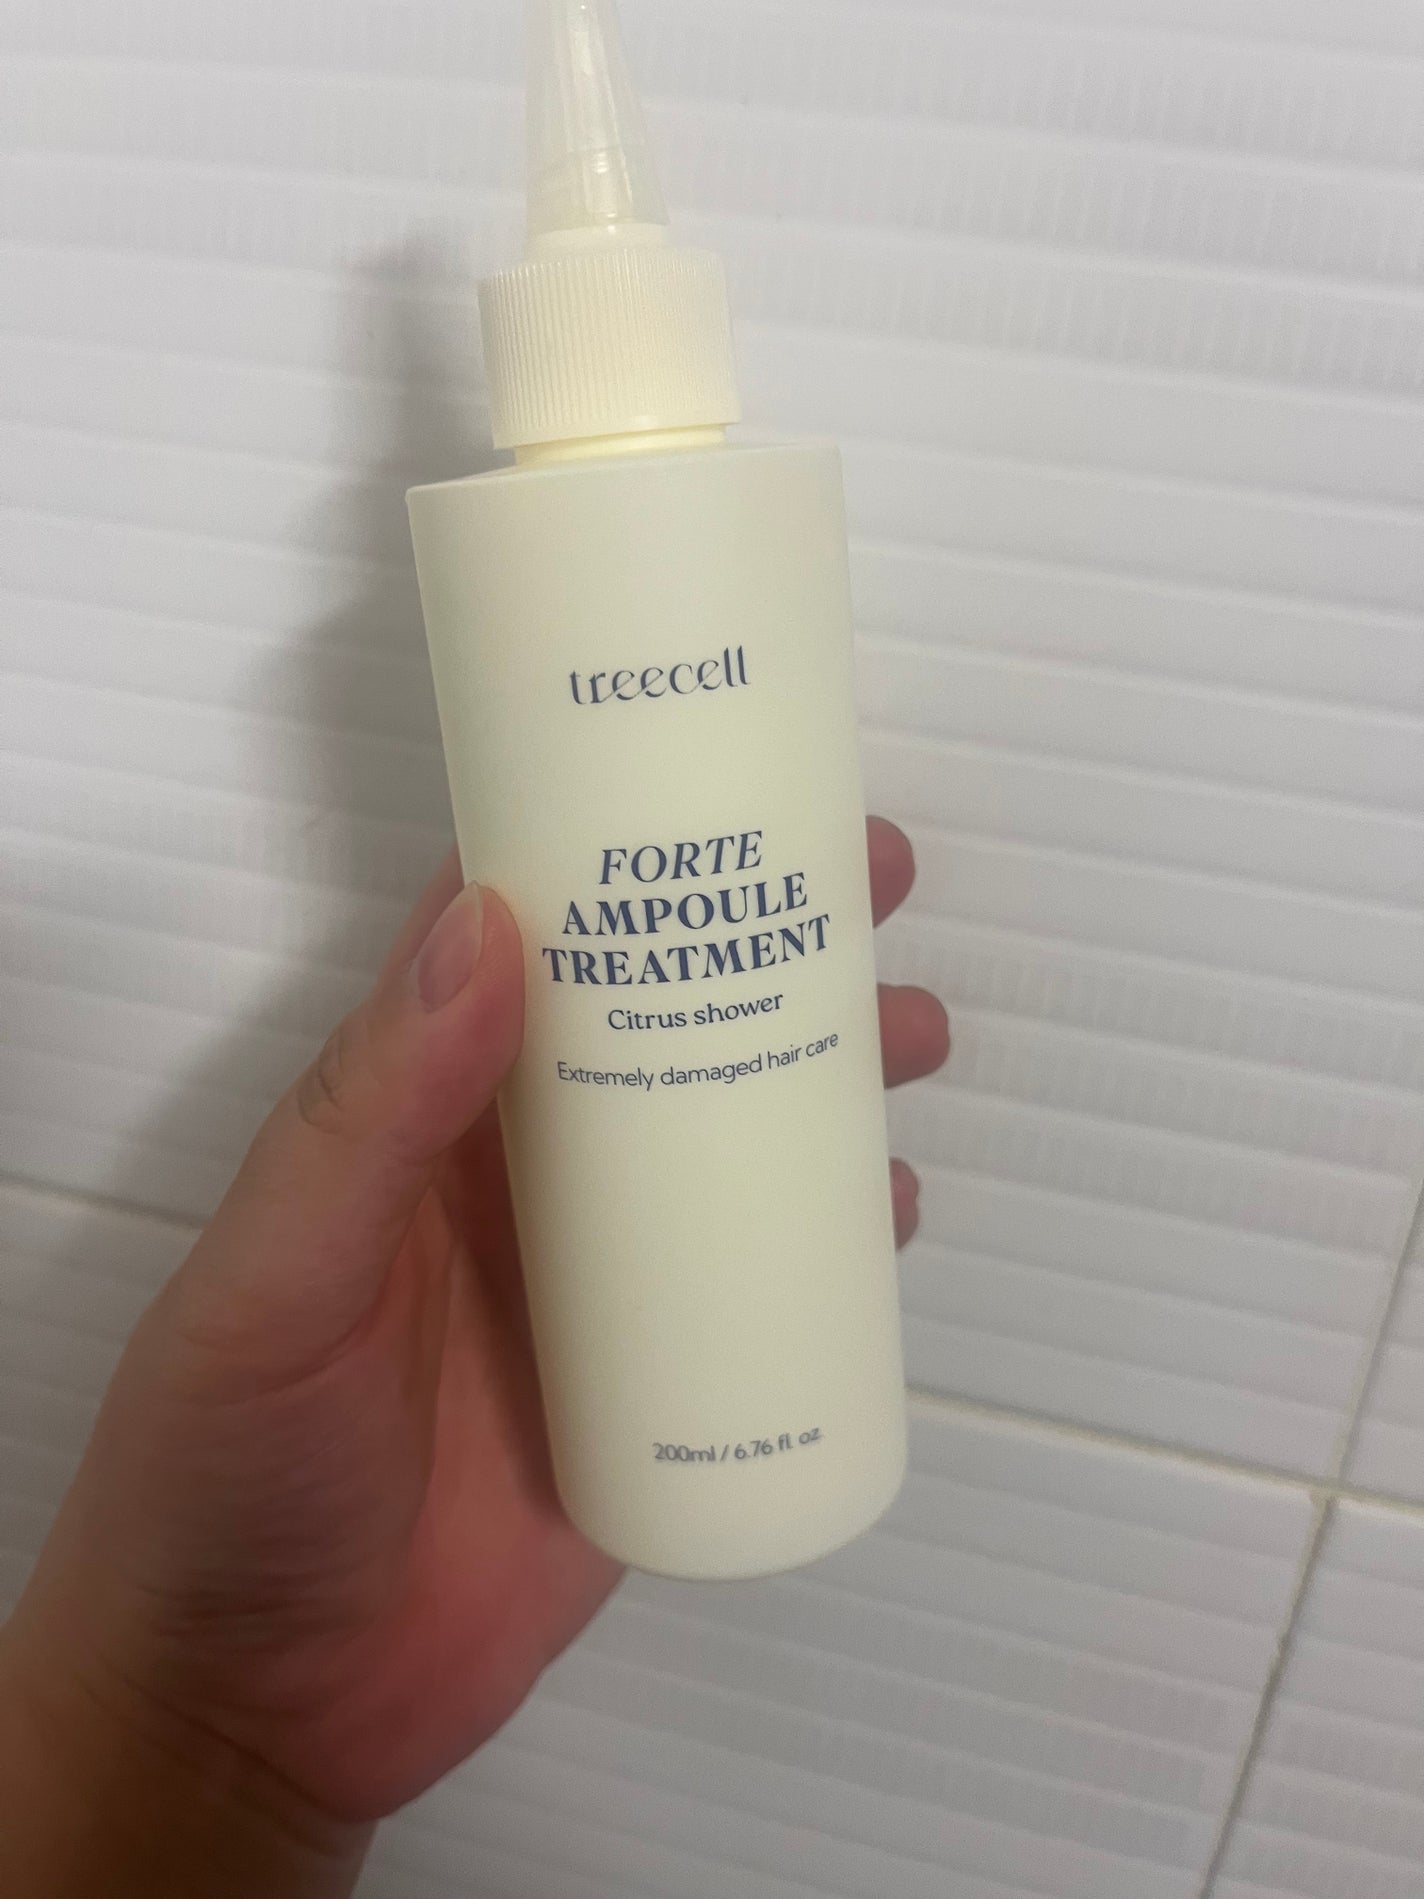 treecell
FORTE
AMPOULE
TREATMENT
Citrus shower
Extremely damaged hair care
200ml / 6.76 fl. oz.